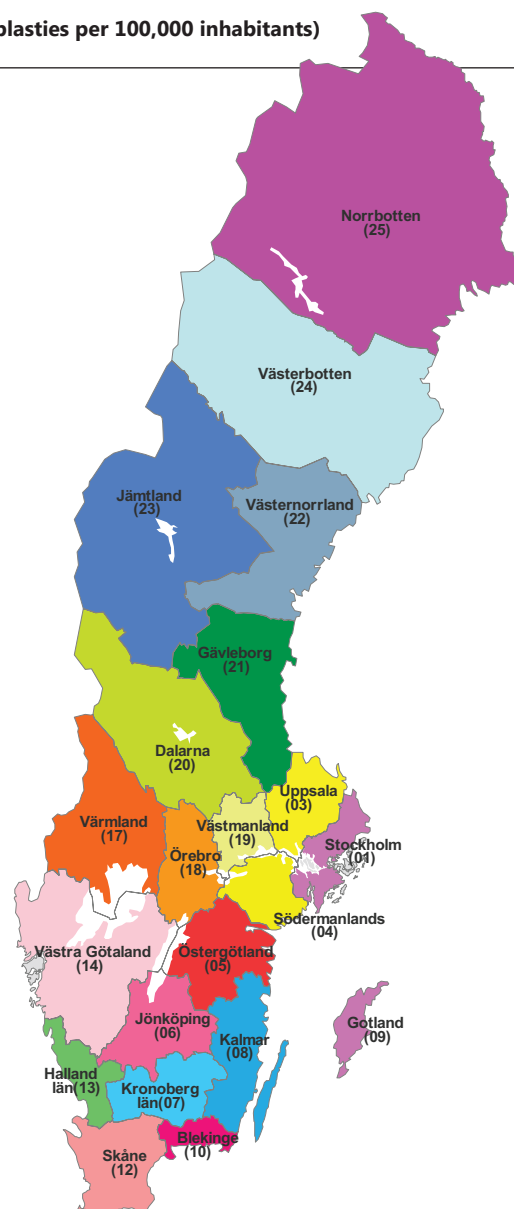 plasties per 100,000 inhabitants)
Norrbotten
(25)
Västerbotten
(24)
Jämtland
(23)
Västernorrland
(22)
Gävleborg
(21)
Dalarna
(20)
Uppsala
(03)
Värmland
(17)
Västmanland
(19)
Stockholm
(01)
Örebro
(18)
Södermanlands
(04)
Västra Götaland
(14)
Östergötland
(05)
Jönköping
(06)
Gotland
(09)
Kalmar
(08)
Halland
län(13)
Kronoberg
län(07)
Blekinge
(10)
Skåne
(12)